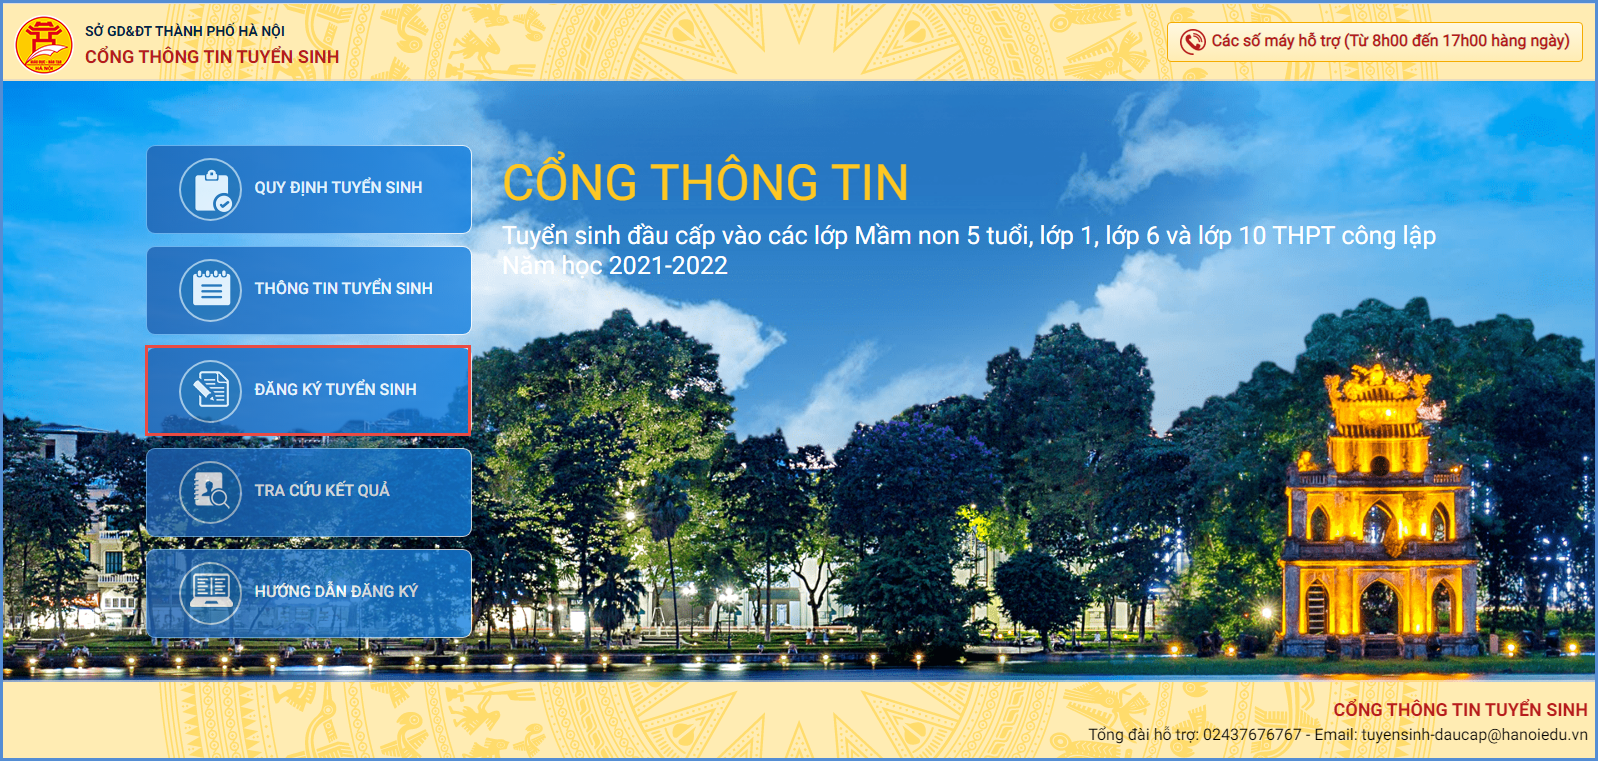 SỞ GD&ĐT THÀNH PHỐ HÀ NỘI
CỔNG THÔNG TIN TUYỂN SINH
Các số máy hỗ trợ (Từ 8h00 đến 17h00 hàng ngày)
QUY ĐỊNH TUYỂN SINH
THÔNG TIN TUYỂN SINH
ĐĂNG KÝ TUYỂN SINH
TRA CỨU KẾT QUẢ
HƯỚNG DẪN ĐĂNG KÝ
CỔNG THÔNG TIN
Tuyển sinh đầu cấp vào các lớp Mầm non 5 tuổi, lớp 1, lớp 6 và lớp 10 THPT công lập
Năm học 2021-2022
CỔNG THÔNG TIN TUYỂN SINH
Tổng đài hỗ trợ: 02437676767 - Email: tuyensinh-daucap@hanoiedu.vn